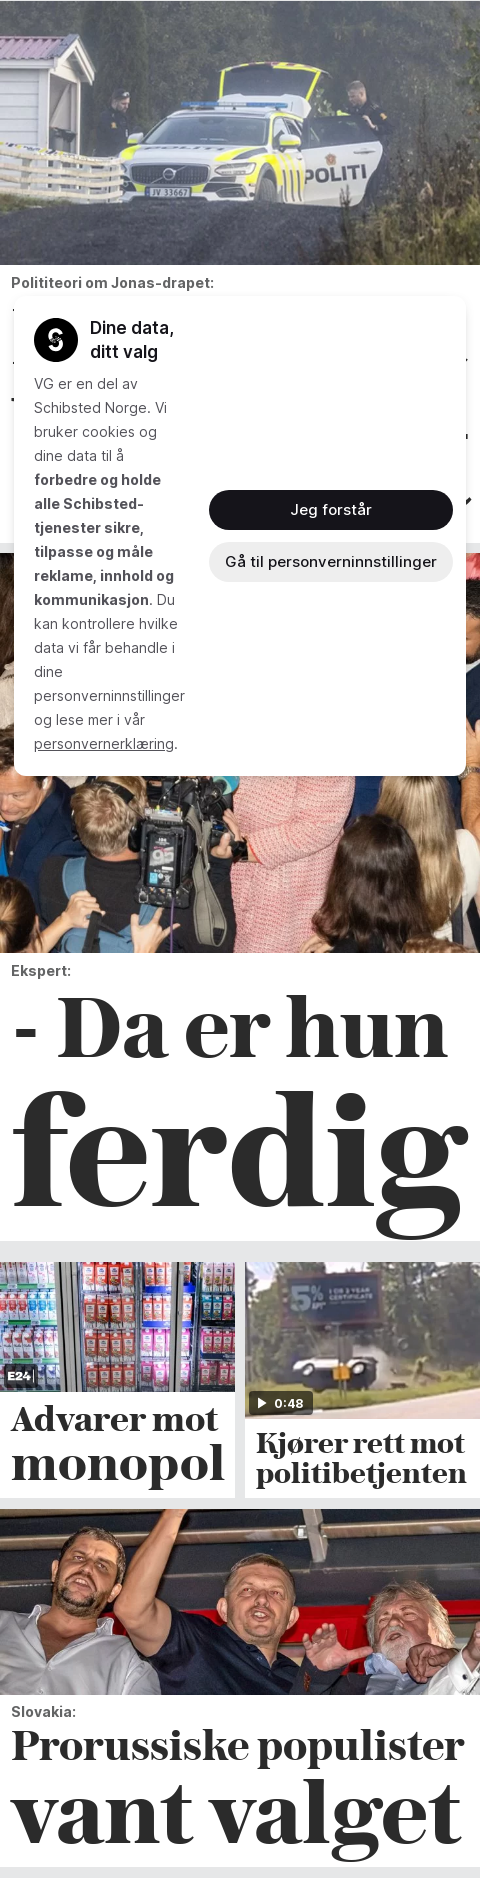 POLITI
JV 33667
Polititeori om Jonas-drapet:
Dine data,
ditt valg
VG er en del av
Schibsted Norge. Vi
bruker cookies og
dine data til å
forbedre og holde
alle Schibsted-
tjenester sikre,
tilpasse og måle
reklame, innhold og
kommunikasjon. Du
kan kontrollere hvilke
data vi får behandle i
dine
personverninnstillinger
og lese mer i vår
personvernerklæring.
Jeg forstår
Gå til personverninnstillinger
Ekspert:
- Da er hun
ferdig
E24
Advarer mot
monopol
5%
0:48
Kjører rett mot
politibetjenten
Slovakia:
Prorussiske populister
vant valget